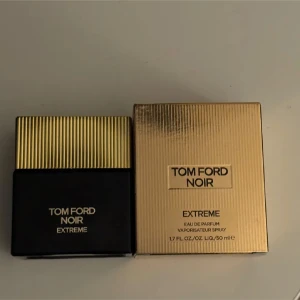 TOM FORD
NOIR
EXTREME
TOM FORD
NOIR
EXTREME
EAU DE PARFUM
VAPORISATEUR SPRAY
1.7 FL.OZ./OZ. LIQ./50 ml ℮